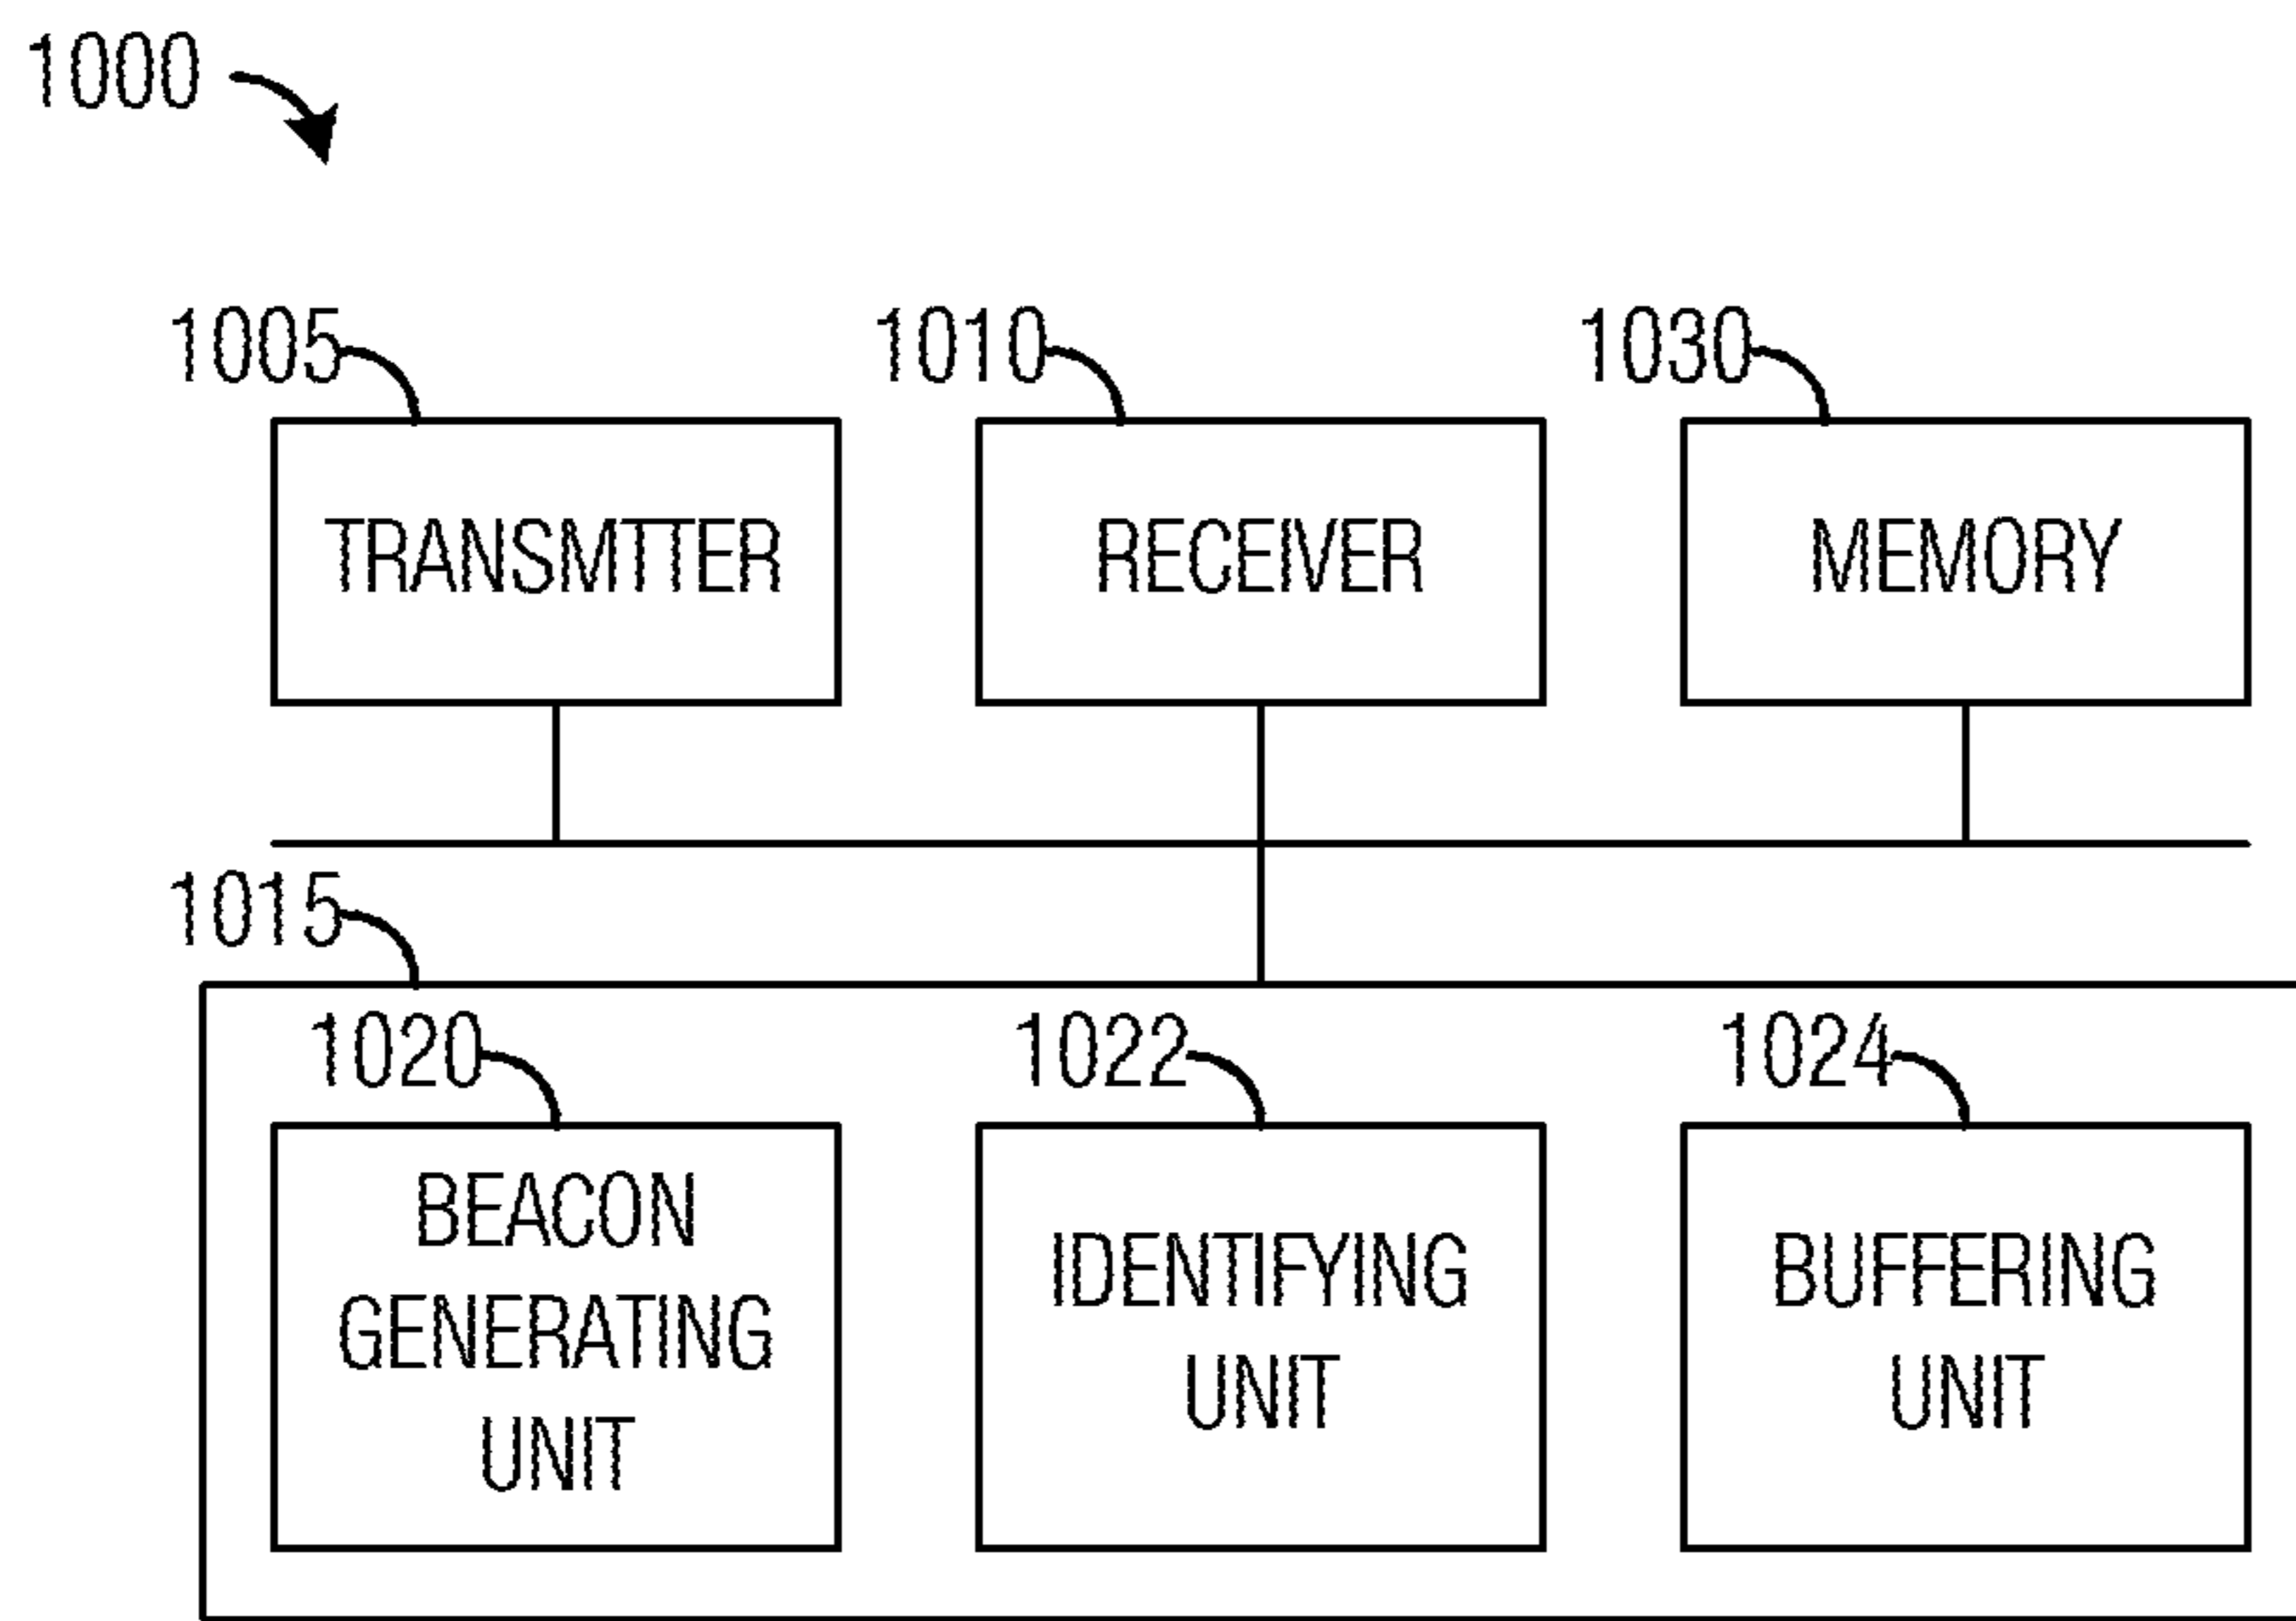 1000
1005
1010
1030
TRANSMTTER
RECEIVER
MEMORY
1015
1020
1022
1024
BEACON
GENERATING
UNIT
IDENTIFYING
UNIT
BUFFERING
UNIT